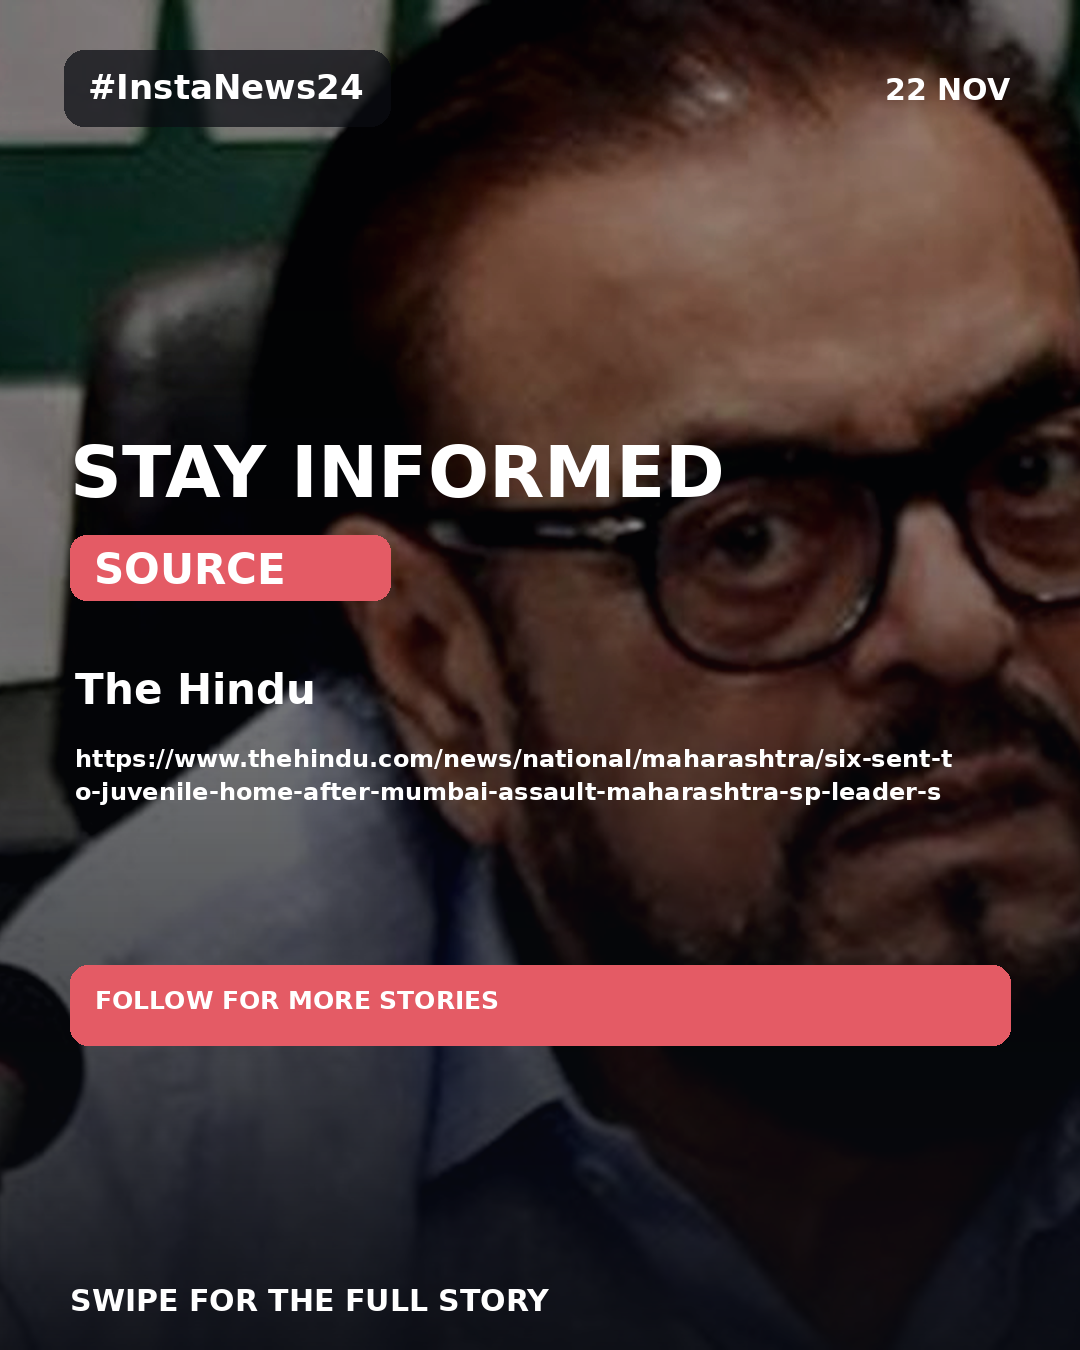 #InstaNews24
22 NOV
STAY INFORMED
SOURCE
The Hindu
https://www.thehindu.com/news/national/maharashtra/six-sent-t
o-juvenile-home-after-mumbai-assault-maharashtra-sp-leader-s
FOLLOW FOR MORE STORIES
SWIPE FOR THE FULL STORY